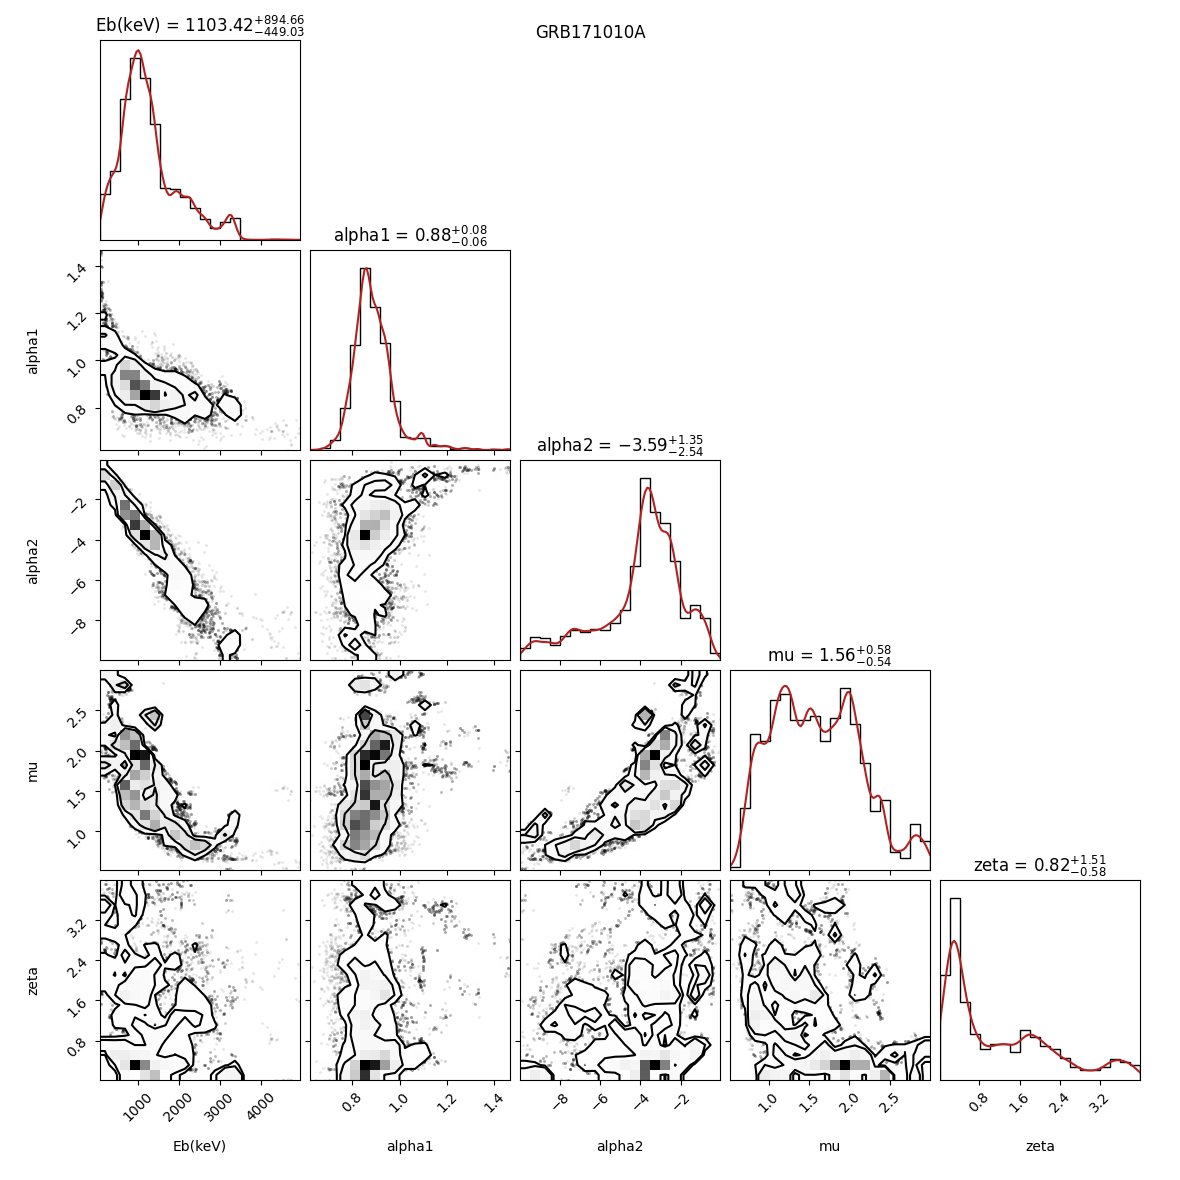 GRB171010A
Eb(keV) = 1103.42+894.66−449.03
alpha1 = 0.88+0.08−0.06
1.4
1.2
1.0
0.8
alpha1
alpha2 = −3.59+1.35−2.54
−2
−4
−6
−8
alpha2
mu = 1.56+0.58−0.54
2.5
2.0
1.5
1.0
mu
zeta = 0.82+1.51−0.58
3.2
2.4
1.6
0.8
zeta
1000 2000 3000 4000 0.8 1.0 1.2 1.4 −8 −6 −4 −2 1.0 1.5 2.0 2.5 0.8 1.6 2.4 3.2
Eb(keV) alpha1 alpha2 mu zeta